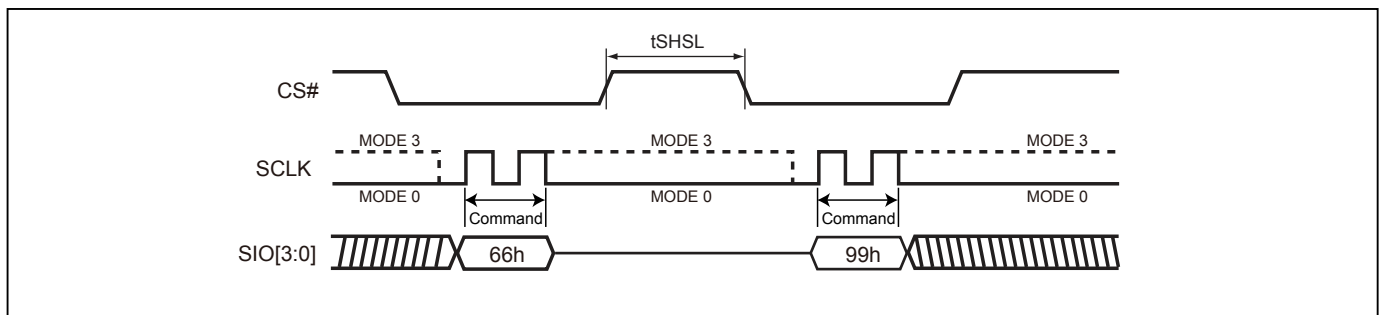 tSHSL
CS#
MODE 3 MODE 3 MODE 3
SCLK
MODE 0 MODE 0 MODE 0
Command Command
SIO[3:0] 66h 99h